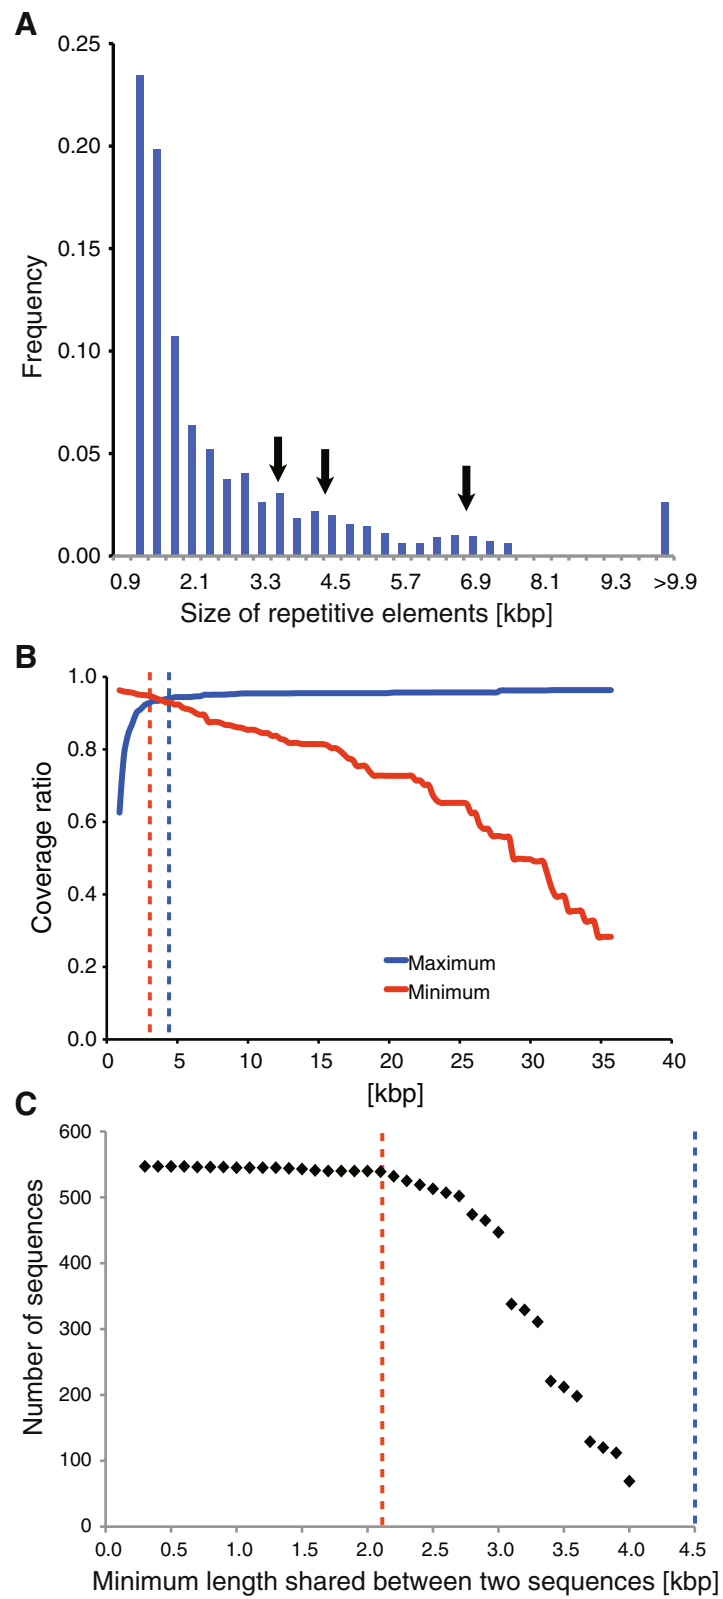 A
0.25
0.20
0.15
0.10
0.05
0.00
Frequency
0.9 2.1 3.3 4.5 5.7 6.9 8.1 9.3 >9.9
Size of repetitive elements [kbp]
B
1.0
0.8
0.6
0.4
0.2
0.0
Coverage ratio
Maximum
Minimum
0 5 10 15 20 25 30 35 40
[kbp]
C
600
500
400
300
200
100
0
Number of sequences
0.0 0.5 1.0 1.5 2.0 2.5 3.0 3.5 4.0 4.5
Minimum length shared between two sequences [kbp]